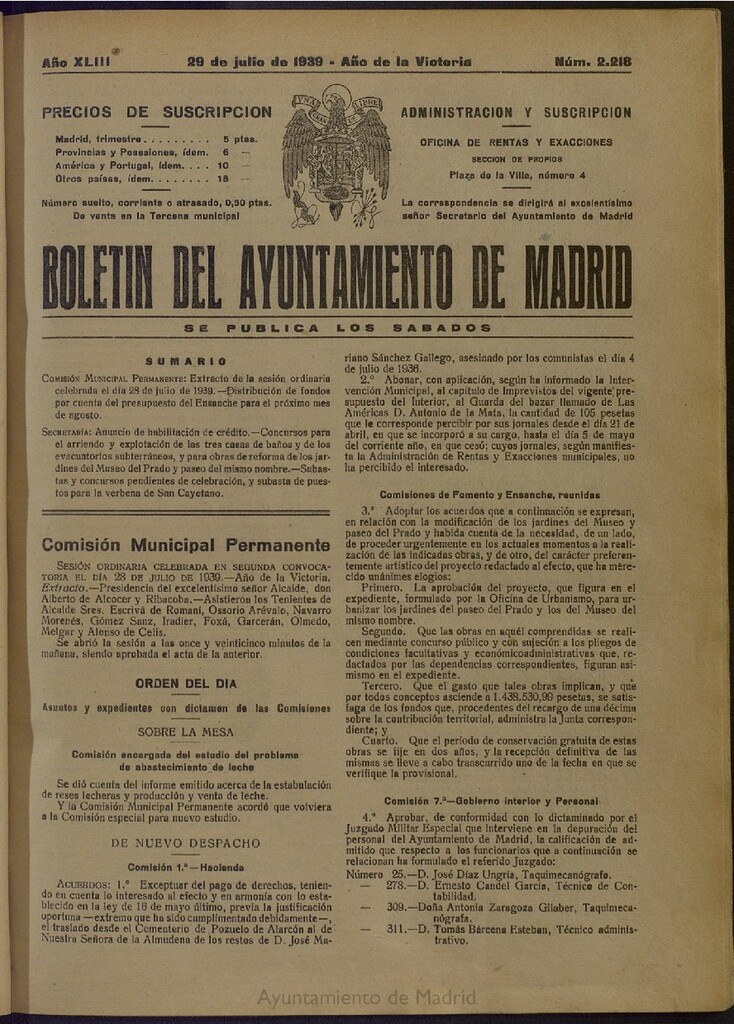 Año XLIII
29 de julio de 1939 - Año de la Victoria
Núm. 2.218
PRECIOS DE SUSCRIPCION
Madrid, trimestre . . . . . . . . . 5 ptas.
Provincias y Posesiones, ídem. 6 —
América y Portugal, ídem. . . . 10 —
Otros países, ídem. . . . . . . . 15 —
Número suelto, corriente o atrasado, 0,50 ptas.
De venta en la Tercena municipal
ADMINISTRACION Y SUSCRIPCION
OFICINA DE RENTAS Y EXACCIONES
SECCION DE PROPIOS
Plaza de la Villa, número 4
La correspondencia se dirigirá al excelentísimo
señor Secretario del Ayuntamiento de Madrid
BOLETIN DEL AYUNTAMIENTO DE MADRID
SE PUBLICA LOS SABADOS
SUMARIO
COMISIÓN MUNICIPAL PERMANENTE: Extracto de la sesión ordinaria
celebrada el día 28 de julio de 1939.—Distribución de fondos
por cuenta del presupuesto del Ensanche para el próximo mes
de agosto.
SECRETARÍA: Anuncio de habilitación de crédito.—Concursos para
el arriendo y explotación de las tres casas de baños y de los
evacuatorios subterráneos, y para obras de reforma de los jar-
dines del Museo del Prado y paseo del mismo nombre.—Subas-
tas y concursos pendientes de celebración, y subasta de pues-
tos para la verbena de San Cayetano.
Comisión Municipal Permanente
SESIÓN ORDINARIA CELEBRADA EN SEGUNDA CONVOCA-
TORIA EL DÍA 28 DE JULIO DE 1939.—Año de la Victoria.
Extracto.—Presidencia del excelentísimo señor Alcalde, don
Alberto de Alcocer y Ribacoba.—Asistieron los Tenientes de
Alcalde Sres. Escrivá de Romaní, Ossorio Arévalo, Navarro
Morenés, Gómez Sanz, Iradier, Foxá, Garcerán, Olmedo,
Melgar y Alonso de Celis.
Se abrió la sesión a las once y veinticinco minutos de la
mañana, siendo aprobada el acta de la anterior.
ORDEN DEL DIA
Asuntos y expedientes con dictamen de las Comisiones
SOBRE LA MESA
Comisión encargada del estudio del problema
de abastecimiento de leche
Se dió cuenta del informe emitido acerca de la estabulación
de reses lecheras y producción y venta de leche.
Y la Comisión Municipal Permanente acordó que volviera
a la Comisión especial para nuevo estudio.
DE NUEVO DESPACHO
Comisión 1.ª—Hacienda
ACUERDOS: 1.º Exceptuar del pago de derechos, tenien-
do en cuenta lo interesado al efecto y en armonía con lo esta-
blecido en la ley de 16 de mayo último, previa la justificación
oportuna —extremo que ha sido cumplimentado debidamente—,
el traslado desde el Cementerio de Pozuelo de Alarcón al de
Nuestra Señora de la Almudena de los restos de D. José Ma-
riano Sánchez Gallego, asesinado por los comunistas el día 4
de julio de 1936.
2.º Abonar, con aplicación, según ha informado la Inter-
vención Municipal, al capítulo de Imprevistos del vigente pre-
supuesto del Interior, al Guarda del bazar llamado de Las
Américas D. Antonio de la Mata, la cantidad de 105 pesetas
que le corresponde percibir por sus jornales desde el día 21 de
abril, en que se incorporó a su cargo, hasta el día 5 de mayo
del corriente año, en que cesó; cuyos jornales, según manifies-
ta la Administración de Rentas y Exacciones municipales, no
ha percibido el interesado.
Comisiones de Fomento y Ensanche, reunidas
3.º Adoptar los acuerdos que a continuación se expresan,
en relación con la modificación de los jardines del Museo y
paseo del Prado y habida cuenta de la necesidad, de un lado,
de proceder urgentemente en los actuales momentos a la reali-
zación de las indicadas obras, y de otro, del carácter preferen-
temente artístico del proyecto redactado al efecto, que ha me-
recido unánimes elogios:
Primero. La aprobación del proyecto, que figura en el
expediente, formulado por la Oficina de Urbanismo, para ur-
banizar los jardines del paseo del Prado y los del Museo del
mismo nombre.
Segundo. Que las obras en aquél comprendidas se reali-
cen mediante concurso público y con sujeción a los pliegos de
condiciones facultativas y económicoadministrativas que, re-
dactados por las dependencias correspondientes, figuran asi-
mismo en el expediente.
Tercero. Que el gasto que tales obras implican, y que
por todos conceptos asciende a 1.438.530,99 pesetas, se satis-
faga de los fondos que, procedentes del recargo de una décima
sobre la contribución territorial, administra la Junta correspon-
diente; y
Cuarto. Que el período de conservación gratuita de estas
obras se fije en dos años, y la recepción definitiva de las
mismas se lleve a cabo transcurrido uno de la fecha en que se
verifique la provisional.
Comisión 7.ª—Gobierno interior y Personal
4.º Aprobar, de conformidad con lo dictaminado por el
Juzgado Militar Especial que interviene en la depuración del
personal del Ayuntamiento de Madrid, la calificación de ad-
mitido que respecto a los funcionarios que a continuación se
relacionan ha formulado el referido Juzgado:
Número 25.—D. José Díaz Ungría, Taquimecanógrafo.
— 278.—D. Ernesto Candel García, Técnico de Con-
tabilidad.
— 309.—Doña Antonia Zaragoza Gilaber, Taquimeca-
nógrafa.
— 311.—D. Tomás Bárcena Esteban, Técnico adminis-
trativo.
Ayuntamiento de Madrid